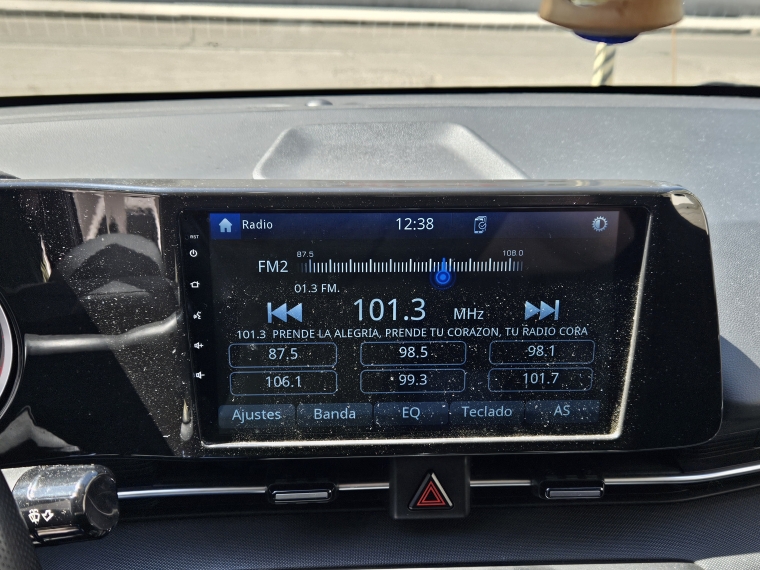 Radio 12:38
87.5 108.0
FM2
01.3 FM.
101.3 MHz
101.3 PRENDE LA ALEGRIA, PRENDE TU CORAZON, TU RADIO CORA
87.5 98.5 98.1
106.1 99.3 101.7
Ajustes Banda EQ Teclado AS
RST